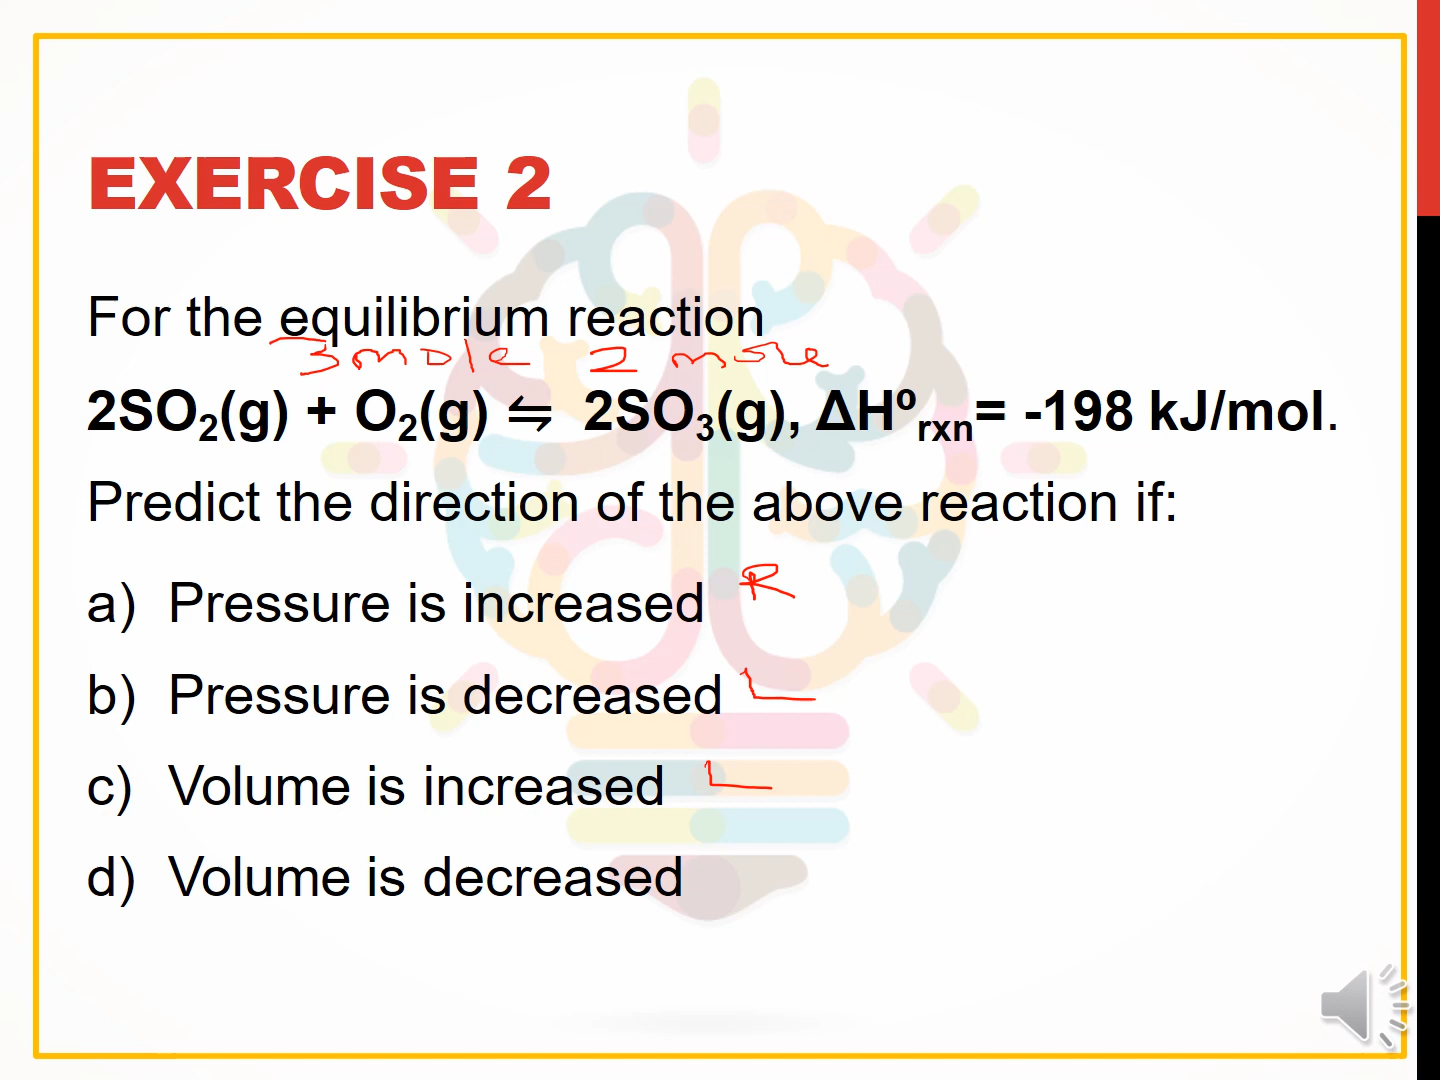 EXERCISE 2
For the equilibrium reaction
3 mole 2 mole
2SO₂(g) + O₂(g) ⇋ 2SO₃(g), ΔHº rxn= -198 kJ/mol.
Predict the direction of the above reaction if:
a) Pressure is increased R
b) Pressure is decreased L
c) Volume is increased L
d) Volume is decreased